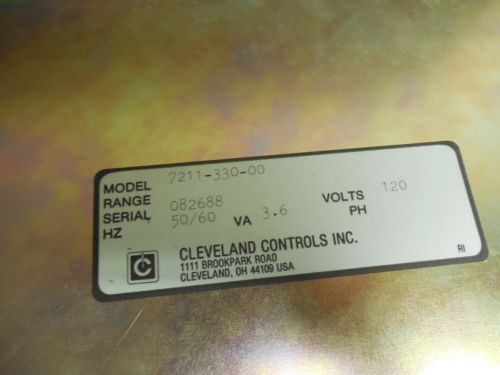 MODEL 7211-330-00
RANGE
SERIAL 082688 VOLTS 120
HZ 50/60 VA 3.6 PH
CLEVELAND CONTROLS INC.
1111 BROOKPARK ROAD
CLEVELAND, OH 44109 USA
RI